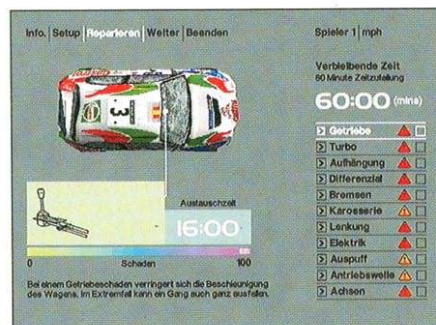 Info. Setup Reparieren Weiter Beenden
Spieler 1 mph
Verbleibende Zeit
60 Minute Zeitzuteilung
60:00 (mins)
Getriebe
Turbo
Aufhängung
Differenzial
Bremsen
Karosserie
Lenkung
Elektrik
Auspuff
Antriebswelle
Achsen
3
Austauschzeit
16:00
0 Schaden 100
Bei einem Getriebeschaden verringert sich die Bescheunigung
des Wagens. Im Extremfall kann ein Gang auch ganz ausfallen.